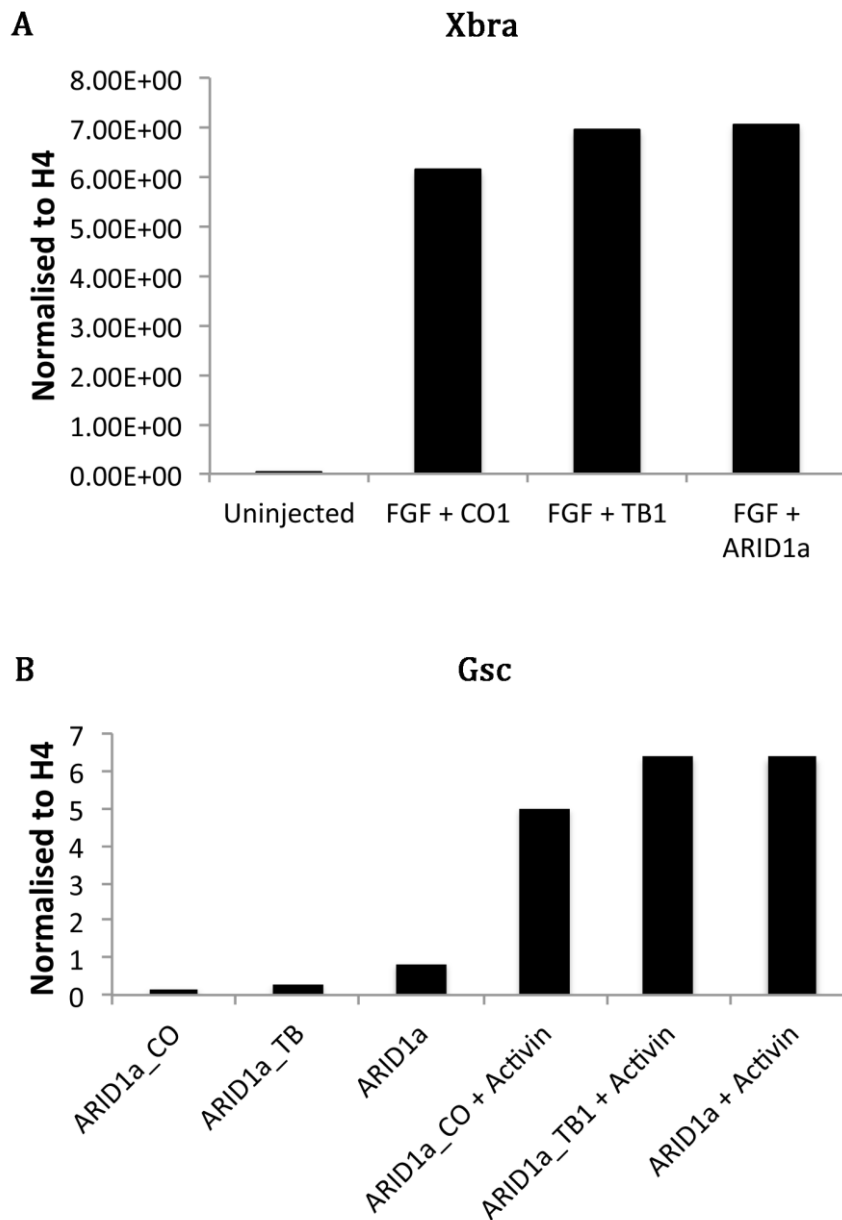 A
Xbra
Normalised to H4
8.00E+00
7.00E+00
6.00E+00
5.00E+00
4.00E+00
3.00E+00
2.00E+00
1.00E+00
0.00E+00
Uninjected
FGF + CO1
FGF + TB1
FGF +
ARID1a
B
Gsc
Normalised to H4
7
6
5
4
3
2
1
0
ARID1a_CO
ARID1a_TB
ARID1a
ARID1a_CO + Activin
ARID1a_TB1 + Activin
ARID1a + Activin